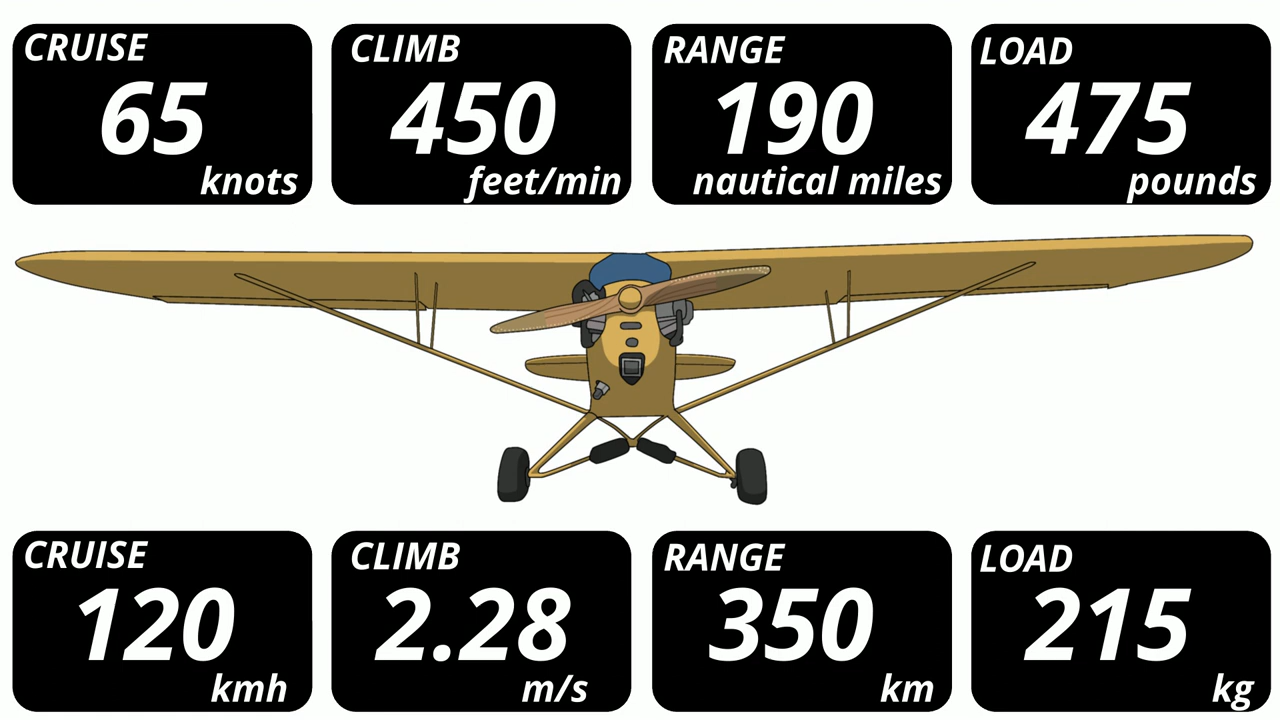 CRUISE
65
knots
CLIMB
450
feet/min
RANGE
190
nautical miles
LOAD
475
pounds
CRUISE
120
kmh
CLIMB
2.28
m/s
RANGE
350
km
LOAD
215
kg